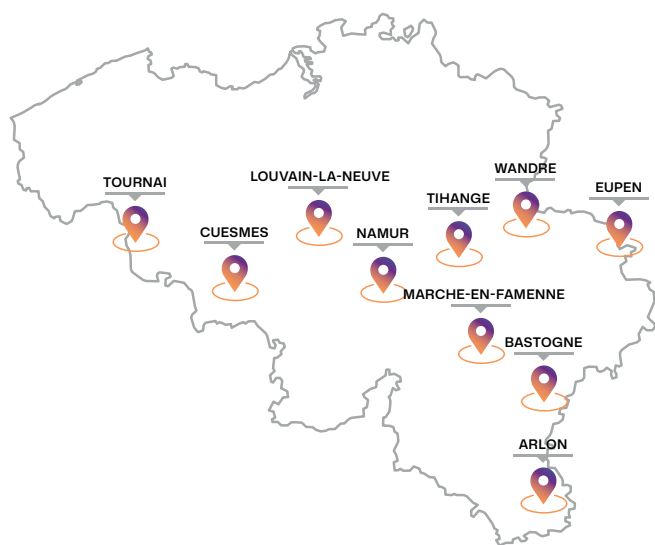 WANDRE
LOUVAIN-LA-NEUVE
TOURNAI
EUPEN
TIHANGE
CUESMES
NAMUR
MARCHE-EN-FAMENNE
BASTOGNE
ARLON